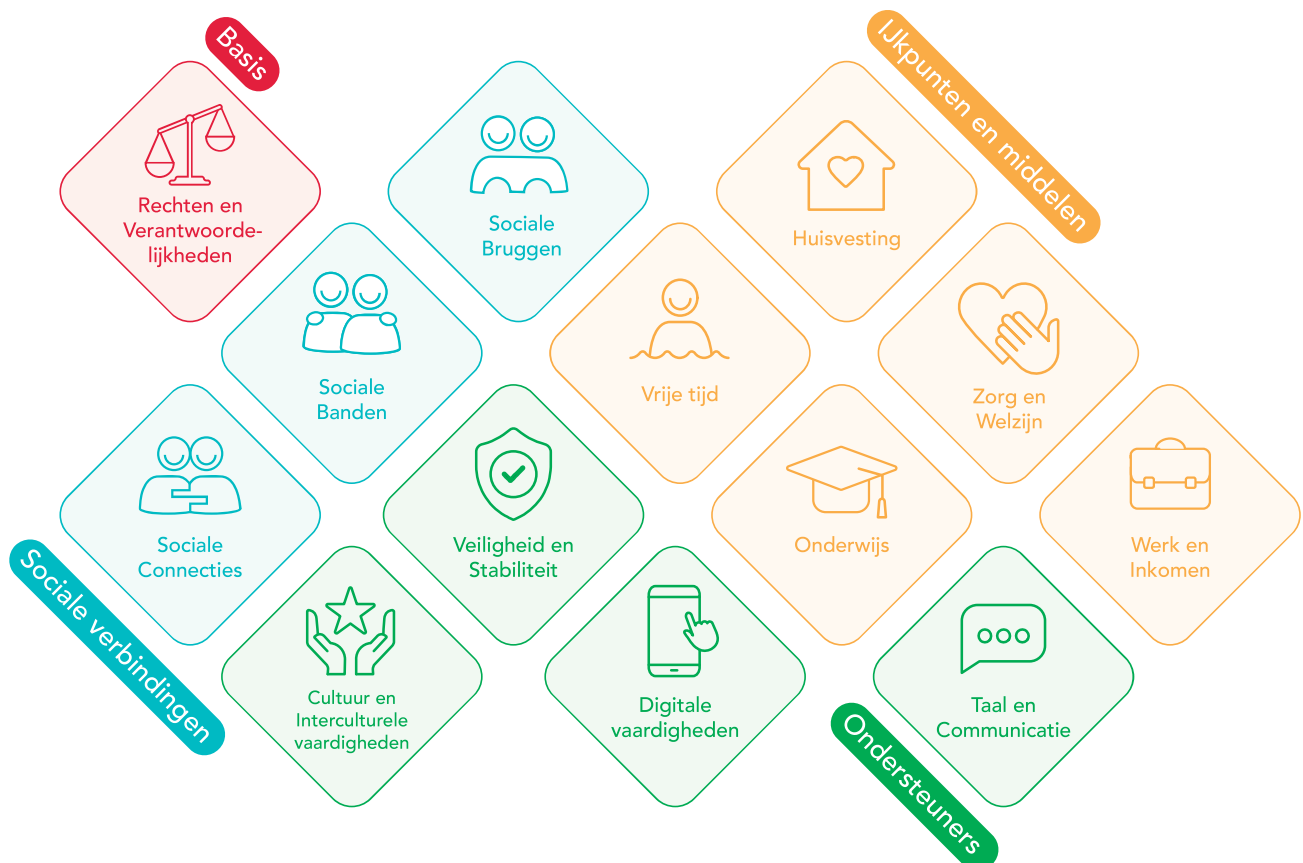 Basis
IJkpunten en middelen
Rechten en
Verantwoorde-
lijkheden
Sociale
Bruggen
Huisvesting
Sociale
Banden
Vrije tijd
Zorg en
Welzijn
Sociale
Connecties
Veiligheid en
Stabiliteit
Onderwijs
Werk en
Inkomen
Sociale verbindingen
Cultuur en
Interculturele
vaardigheden
Digitale
vaardigheden
Taal en
Communicatie
Ondersteuners